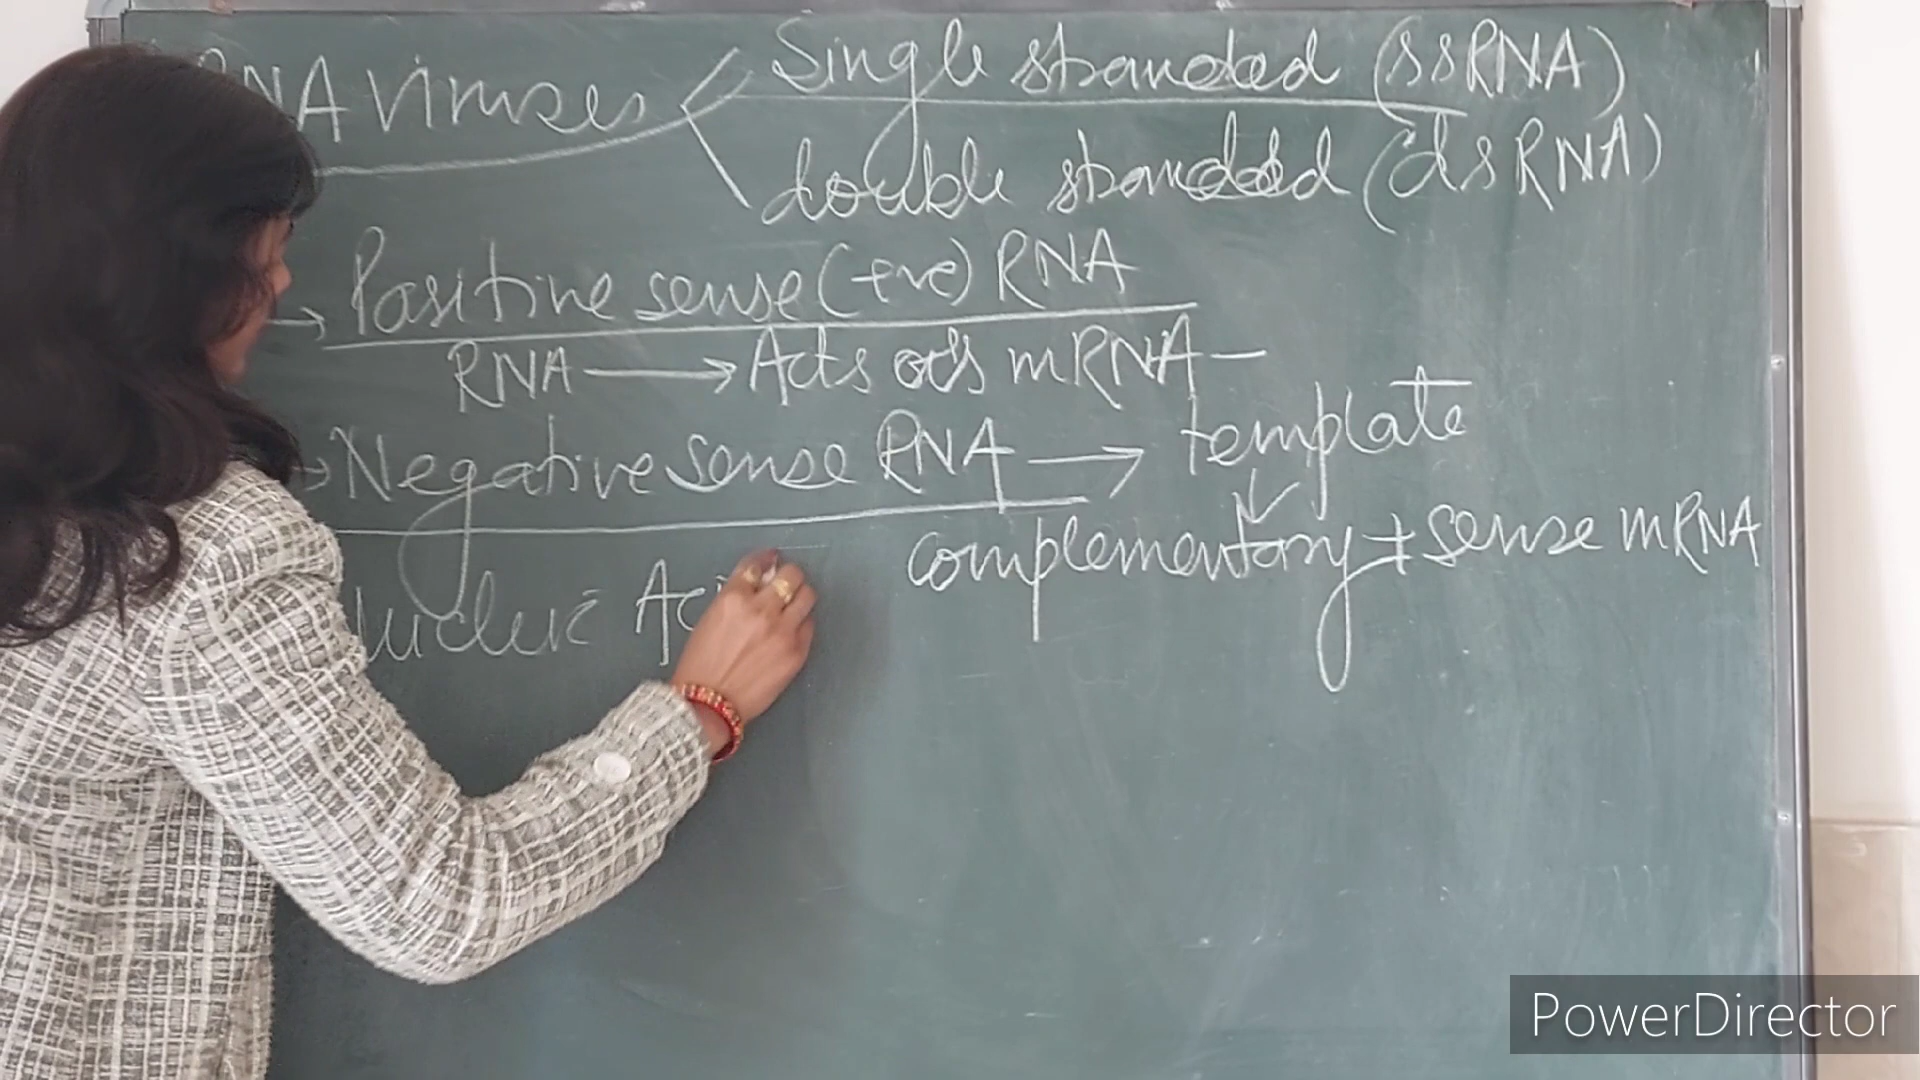 RNA Viruses
Single stranded (ssRNA)
double stranded (dsRNA)
→ Positive sense (+ve) RNA
RNA → Acts as mRNA –
→ Negative sense RNA → template
complementary + sense mRNA
Nucleic
PowerDirector